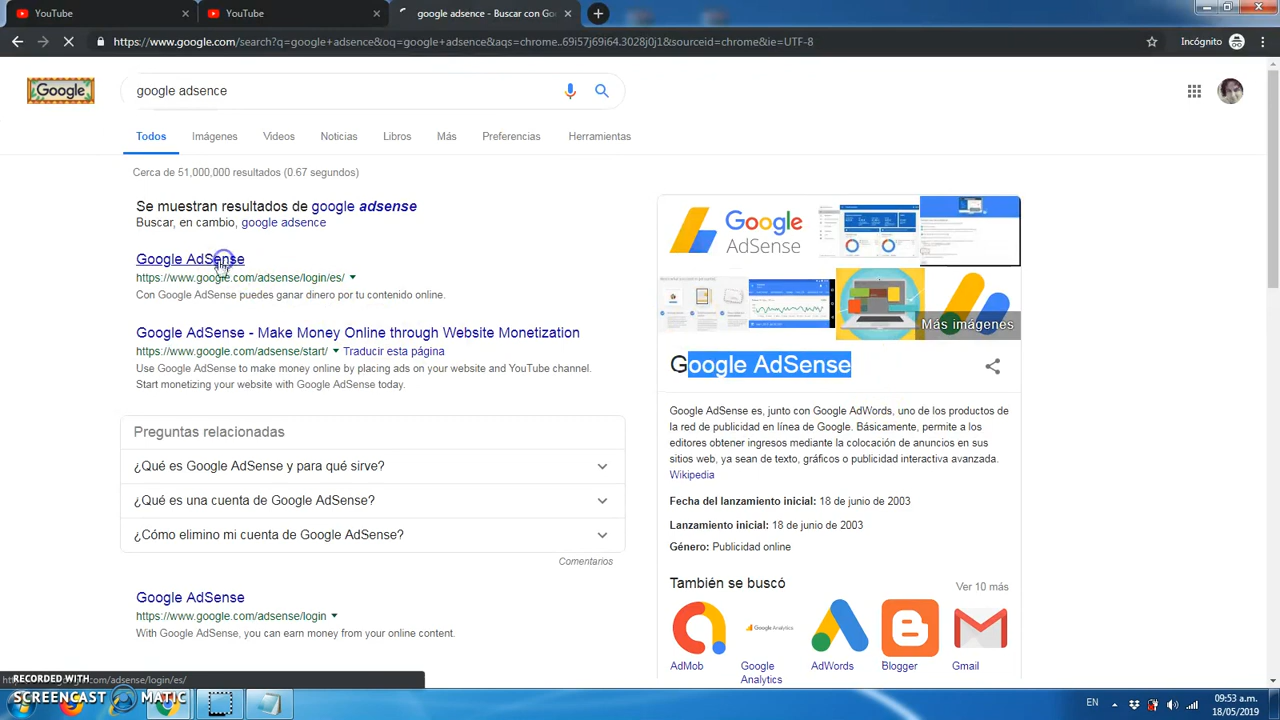 YouTube
YouTube
google adsence - Buscar con Go
https://www.google.com/search?q=google+adsence&oq=google+adsence&aqs=chrome..69i57j69i64.3028j0j1&sourceid=chrome&ie=UTF-8
Incógnito
Google
google adsence
Todos
Imágenes
Videos
Noticias
Libros
Más
Preferencias
Herramientas
Cerca de 51,000,000 resultados (0.67 segundos)
Se muestran resultados de google adsense
Buscar, en cambio, google adsence
Google AdSense
https://www.google.com/adsense/login/es/
Con Google AdSense puedes ganar dinero por tu contenido online.
Google AdSense - Make Money Online through Website Monetization
https://www.google.com/adsense/start/ Traducir esta página
Google AdSense to make money online by placing ads on your website and YouTube channel.
Start monetizing your website with Google AdSense today.
Preguntas relacionadas
¿Qué es Google AdSense y para qué sirve?
¿Qué es una cuenta de Google AdSense?
¿Cómo elimino mi cuenta de Google AdSense?
Comentarios
Google AdSense
https://www.google.com/adsense/login
With Google AdSense, you can earn money from your online content.
Google
AdSense
Más imágenes
Google AdSense
Google AdSense es, junto con Google AdWords, uno de los productos de
la red de publicidad en línea de Google. Básicamente, permite a los
editores obtener ingresos mediante la colocación de anuncios en sus
sitios web, ya sean de texto, gráficos o publicidad interactiva avanzada.
Wikipedia
Fecha del lanzamiento inicial: 18 de junio de 2003
Lanzamiento inicial: 18 de junio de 2003
Género: Publicidad online
También se buscó
Ver 10 más
Google Analytics
AdMob
Google
Analytics
AdWords
Blogger
Gmail
https://www.google.com/adsense/login/es/
RECORDED WITH
SCREENCAST MATIC
EN
09:53 a.m.
18/05/2019